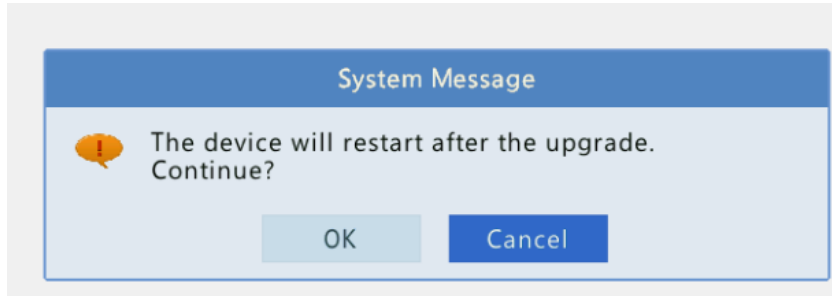 System Message
The device will restart after the upgrade.
Continue?
OK
Cancel